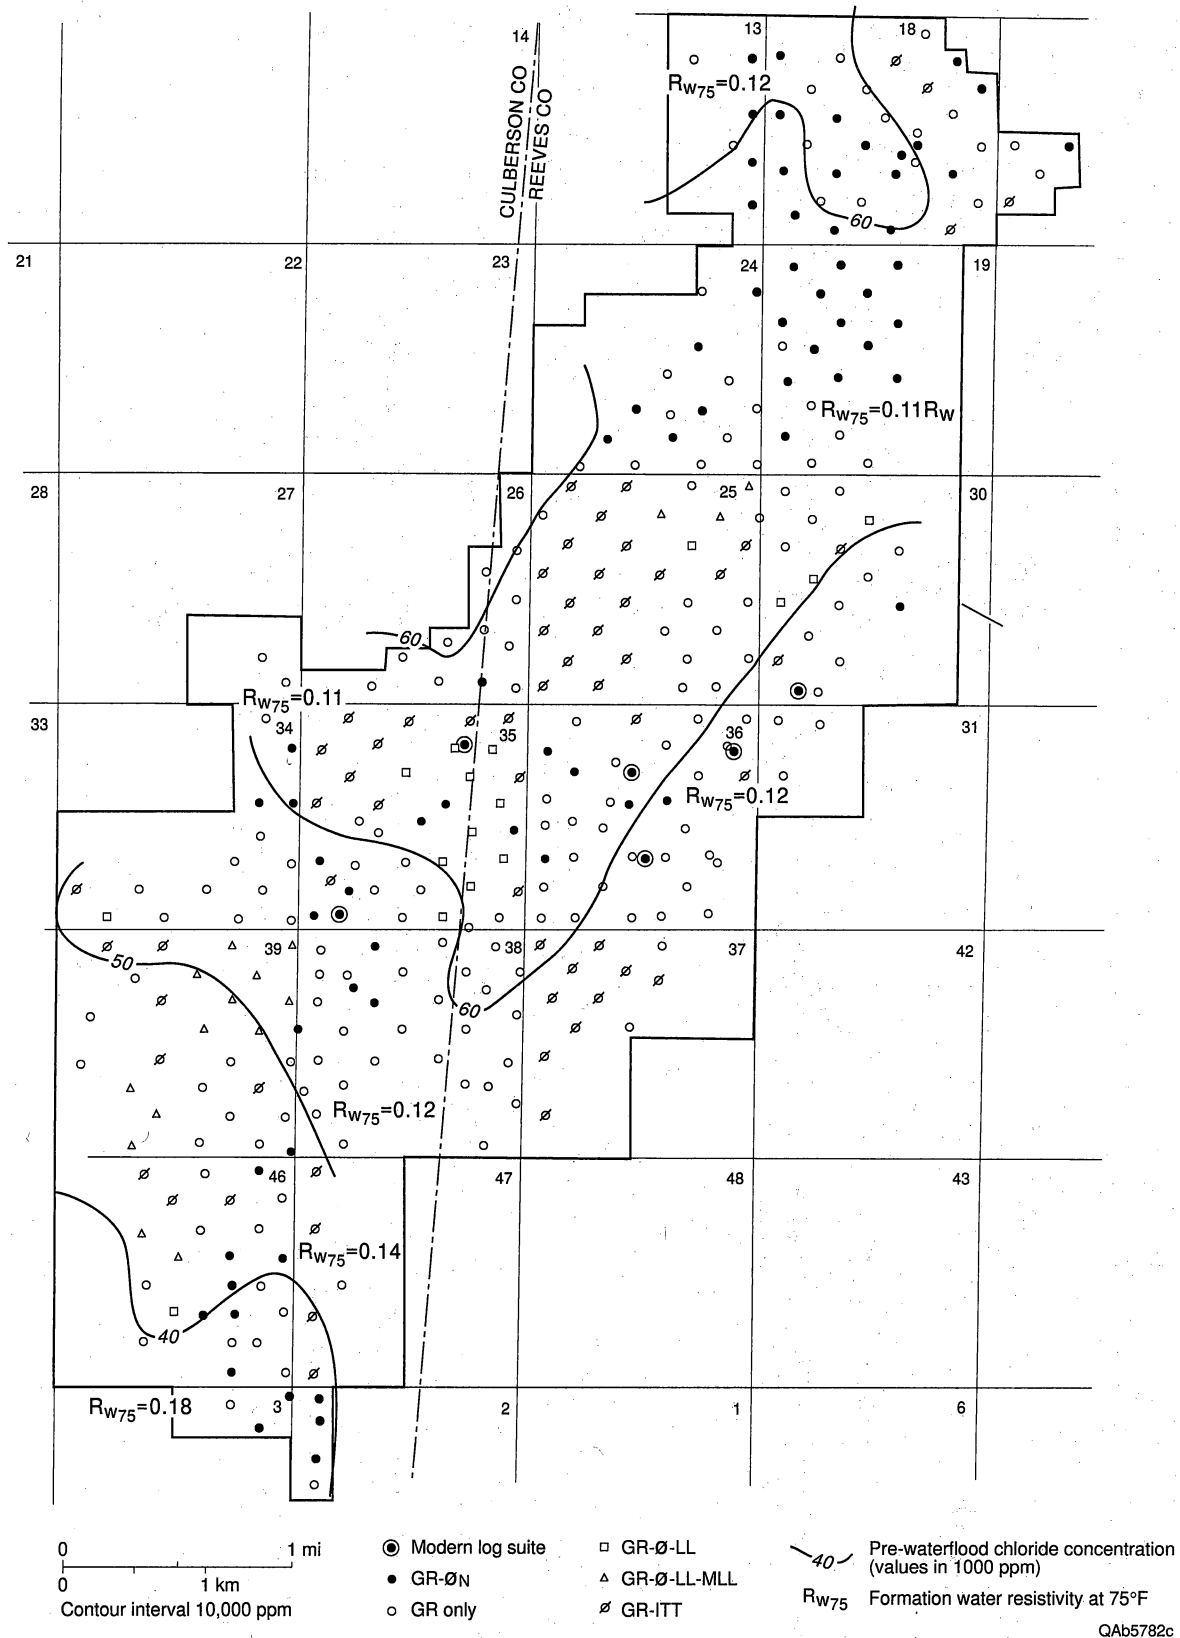 14
13
18
CULBERSON CO
REEVES CO
RW75=0.12
60
21
22
23
24
19
RW75=0.11RW
28
27
26
25
30
60
RW75=0.11
33
34
35
36
31
RW75=0.12
39
38
37
42
50
60
RW75=0.12
46
47
48
43
RW75=0.14
40
RW75=0.18
3
2
1
6
0 1 mi
0 1 km
Contour interval 10,000 ppm
Modern log suite
GR-ØN
GR only
GR-Ø-LL
GR-Ø-LL-MLL
GR-ITT
40
Pre-waterflood chloride concentration
(values in 1000 ppm)
RW75 Formation water resistivity at 75°F
QAb5782c